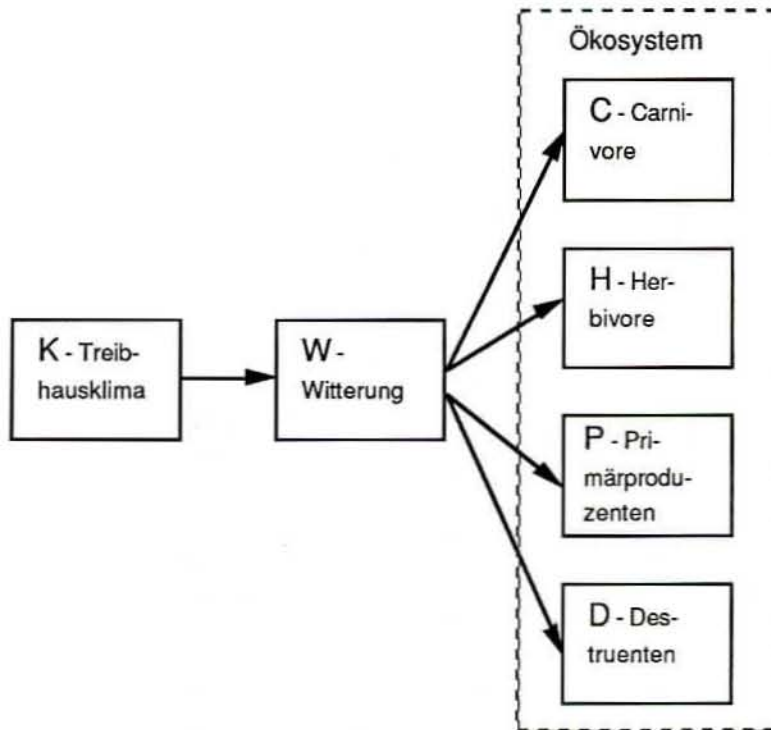 Ökosystem
C - Carni-
vore
H - Her-
bivore
K - Treib-
hausklima
W -
Witterung
P - Pri-
märprodu-
zenten
D - Des-
truenten